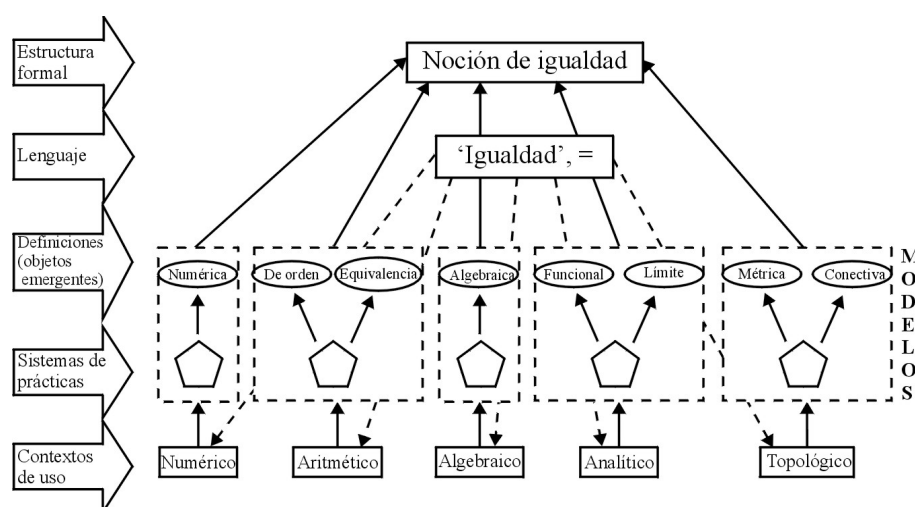 Estructura
formal
Noción de igualdad
Lenguaje
‘Igualdad’, =
Definiciones
(objetos
emergentes)
Numérica
De orden
Equivalencia
Algebraica
Funcional
Límite
Métrica
Conectiva
MODELOS
Sistemas de
prácticas
Contextos
de uso
Numérico
Aritmético
Algebraico
Analítico
Topológico